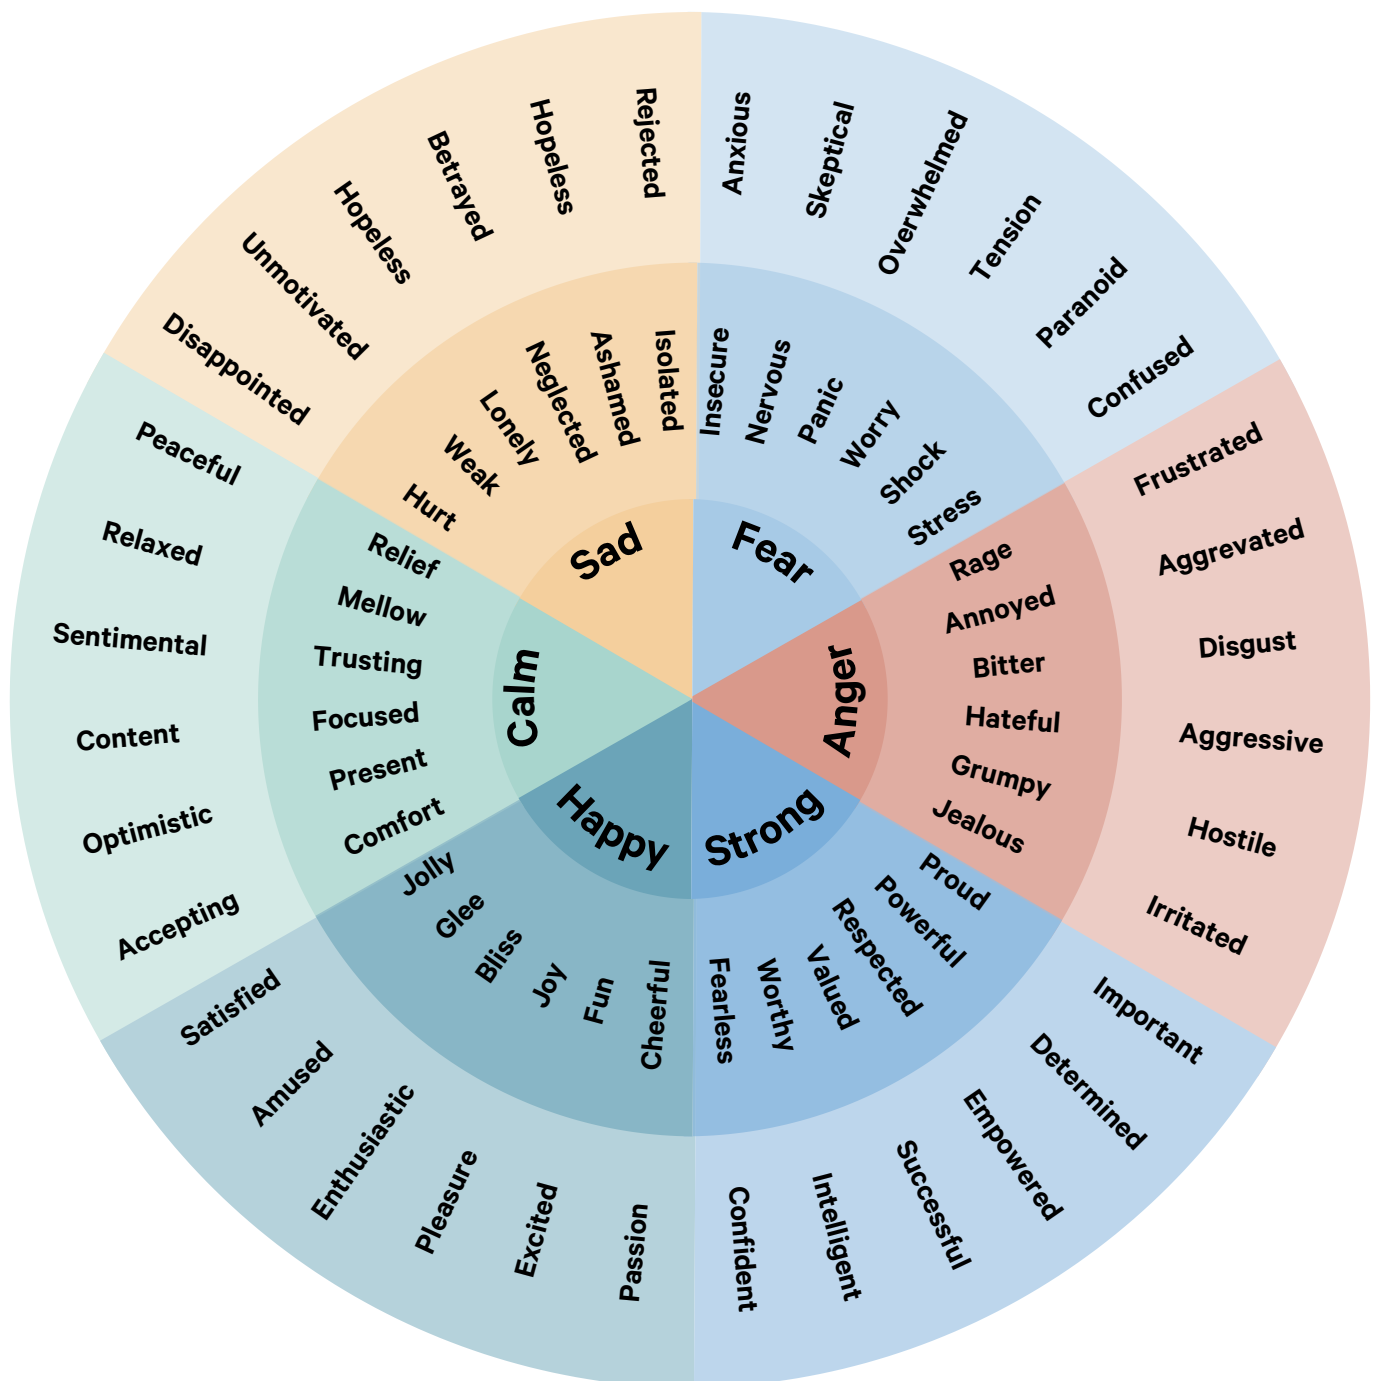 Sad
Fear
Anger
Strong
Happy
Calm
Hurt
Weak
Lonely
Neglected
Ashamed
Isolated
Insecure
Nervous
Panic
Worry
Shock
Stress
Rage
Annoyed
Bitter
Hateful
Grumpy
Jealous
Proud
Powerful
Respected
Valued
Worthy
Fearless
Cheerful
Fun
Joy
Bliss
Glee
Jolly
Comfort
Present
Focused
Trusting
Mellow
Relief
Disappointed
Unmotivated
Hopeless
Betrayed
Hopeless
Rejected
Anxious
Skeptical
Overwhelmed
Tension
Paranoid
Confused
Frustrated
Aggrevated
Disgust
Aggressive
Hostile
Irritated
Important
Determined
Empowered
Successful
Intelligent
Confident
Passion
Excited
Pleasure
Enthusiastic
Amused
Satisfied
Accepting
Optimistic
Content
Sentimental
Relaxed
Peaceful